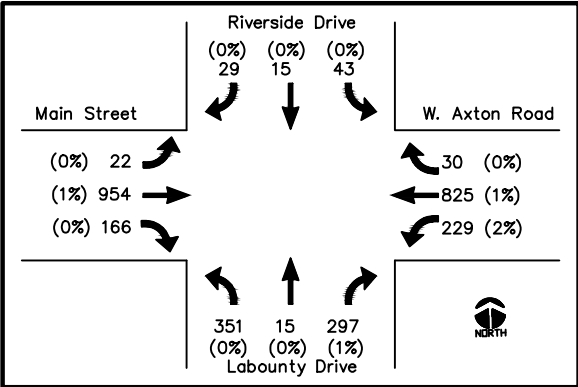 Riverside Drive
(0%) (0%) (0%)
29 15 43
Main Street
W. Axton Road
(0%) 22
30 (0%)
(1%) 954
825 (1%)
(0%) 166
229 (2%)
351 15 297
(0%) (0%) (1%)
Labounty Drive
NORTH